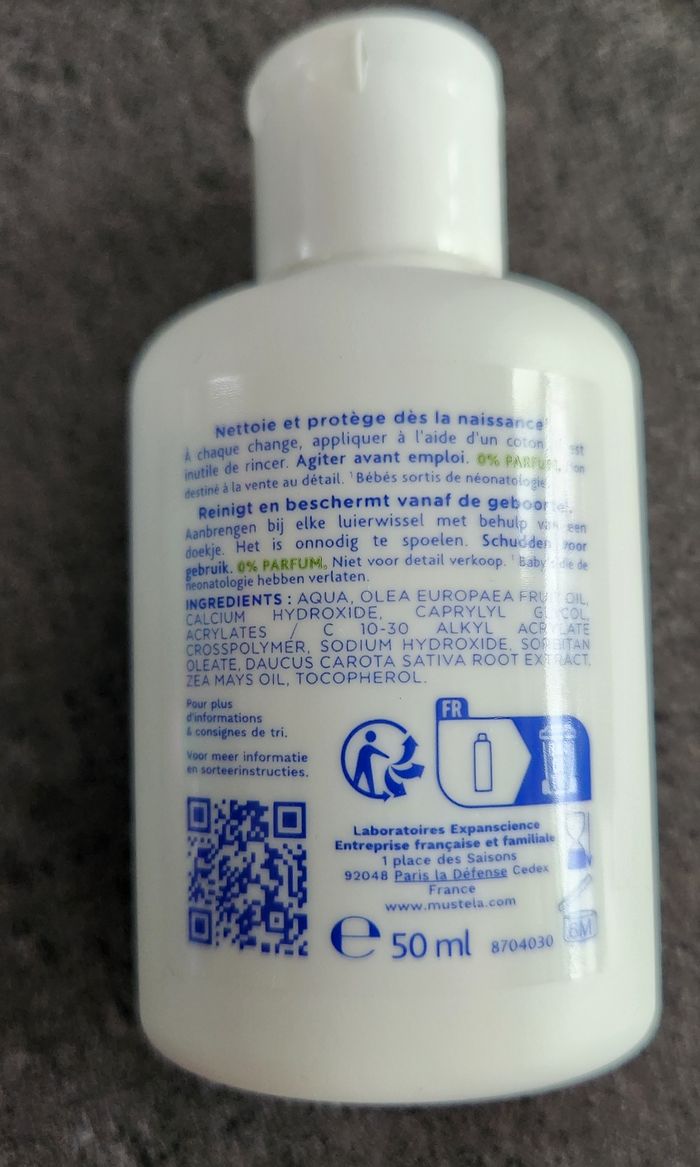 Nettoie et protège dès la naissance¹
À chaque change, appliquer à l'aide d'un coton, est
inutile de rincer. Agiter avant emploi. 0% PARFUM. Non
destiné à la vente au détail. ¹Bébés sortis de néonatologie.
Reinigt en beschermt vanaf de geboorte¹.
Aanbrengen bij elke luierwissel met behulp van een
doekje. Het is onnodig te spoelen. Schudden voor
gebruik. 0% PARFUM. Niet voor detail verkoop. ¹ Baby's die de
neonatologie hebben verlaten.
INGREDIENTS : AQUA, OLEA EUROPAEA FRUIT OIL,
CALCIUM HYDROXIDE, CAPRYLYL GLYCOL,
ACRYLATES / C 10-30 ALKYL ACRYLATE
CROSSPOLYMER, SODIUM HYDROXIDE, SORBITAN
OLEATE, DAUCUS CAROTA SATIVA ROOT EXTRACT,
ZEA MAYS OIL, TOCOPHEROL.
Pour plus
d'informations
& consignes de tri.
Voor meer informatie
en sorteerinstructies.
FR
Laboratoires Expanscience
Entreprise française et familiale
1 place des Saisons
92048 Paris la Défense Cedex
France
www.mustela.com
e 50 ml 8704030
6M